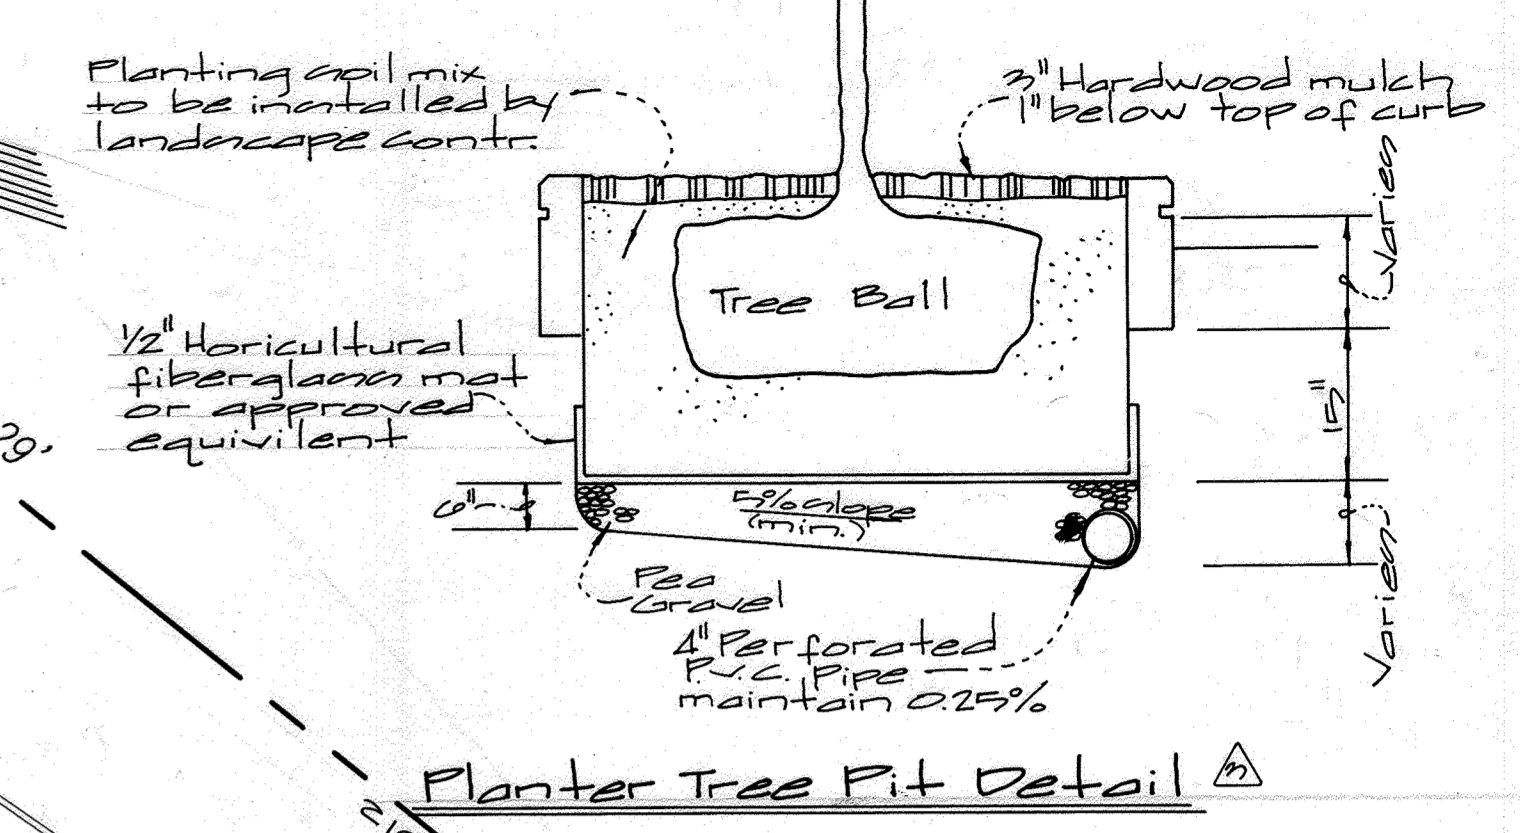 Planting soil mix
to be installed by
landscape contr.
3" Hardwood mulch
1" below top of curb
Varies
Tree Ball
1/2" Horicultural
fiberglass mat
or approved
equivilent
15"
6"
5% slope
(min.)
Varies
Pea
Gravel
4" Perforated
P.V.C. Pipe
maintain 0.25%
Planter Tree Pit Detail
3